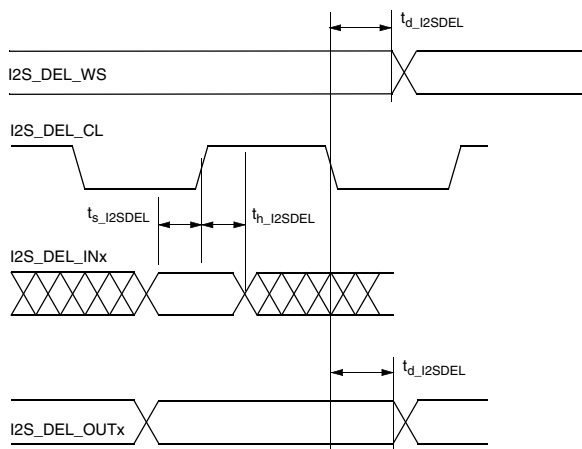 t_d_I2SDEL
I2S_DEL_WS
I2S_DEL_CL
t_s_I2SDEL
t_h_I2SDEL
I2S_DEL_INx
t_d_I2SDEL
I2S_DEL_OUTx